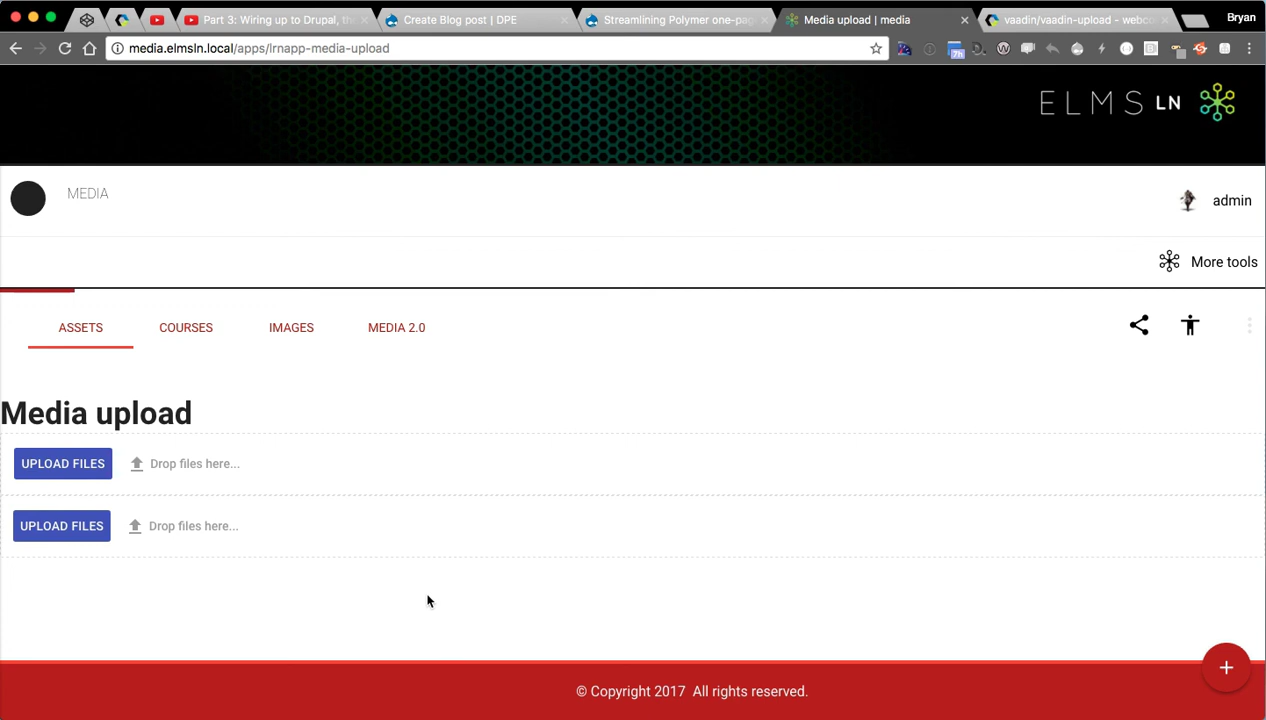 Part 3: Wiring up to Drupal, the
Create Blog post | DPE
Streamlining Polymer one-pag
Media upload | media
vaadin/vaadin-upload - webco
Bryan
media.elmsln.local/apps/lrnapp-media-upload
7h
ELMS LN
MEDIA
admin
More tools
ASSETS COURSES IMAGES MEDIA 2.0
Media upload
UPLOAD FILES Drop files here...
UPLOAD FILES Drop files here...
© Copyright 2017 All rights reserved.